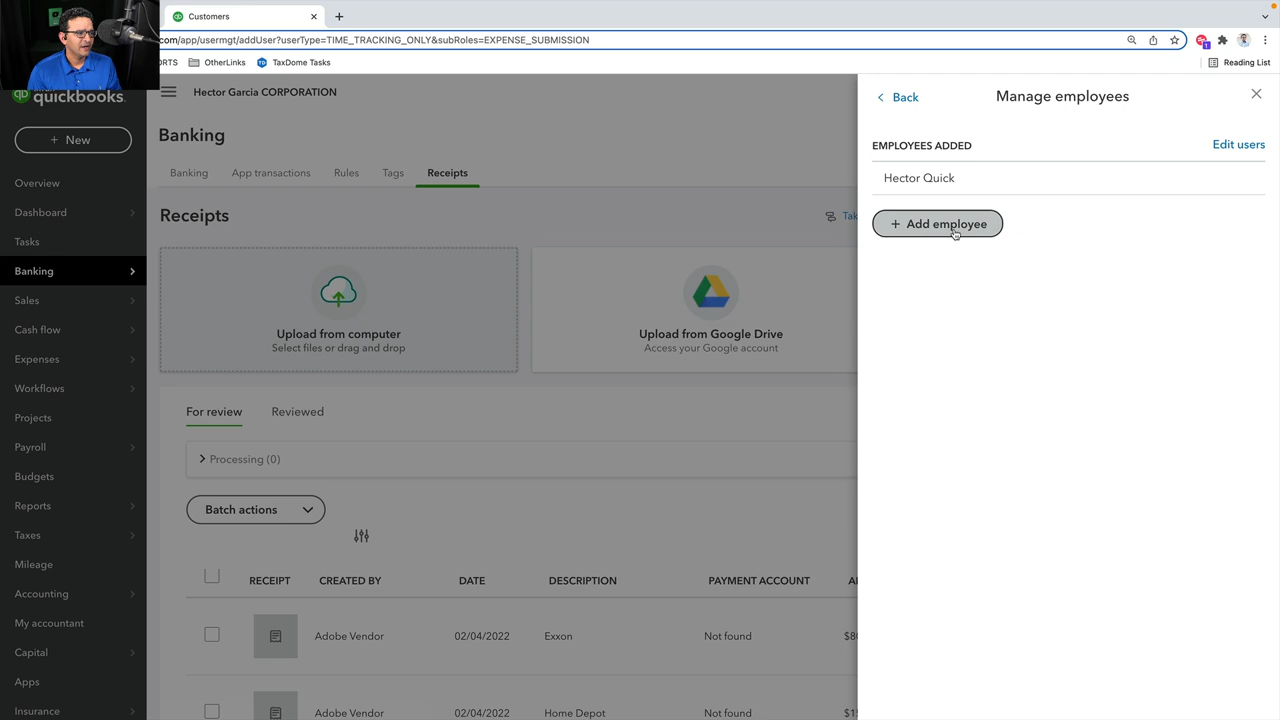 Customers
com/app/usermgt/addUser?userType=TIME_TRACKING_ONLY&subRoles=EXPENSE_SUBMISSION
OtherLinks
TaxDome Tasks
Reading List
quickbooks.
Hector Garcia CORPORATION
Back
Manage employees
+ New
Banking
EMPLOYEES ADDED
Edit users
Banking
App transactions
Rules
Tags
Receipts
Hector Quick
Overview
Dashboard
Tasks
Banking
Sales
Cash flow
Expenses
Workflows
Projects
Payroll
Budgets
Reports
Taxes
Mileage
Accounting
My accountant
Capital
Apps
Insurance
Receipts
+ Add employee
Upload from computer
Select files or drag and drop
Upload from Google Drive
Access your Google account
For review
Reviewed
Processing (0)
Batch actions
RECEIPT
CREATED BY
DATE
DESCRIPTION
PAYMENT ACCOUNT
Adobe Vendor
02/04/2022
Exxon
Not found
Adobe Vendor
02/04/2022
Home Depot
Not found